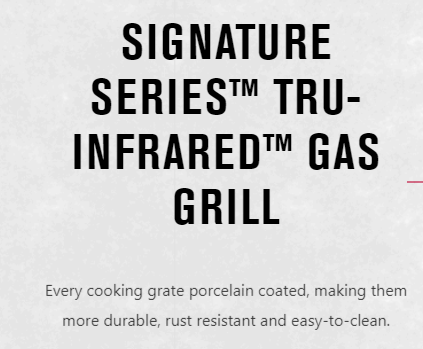 SIGNATURE
SERIES™ TRU-
INFRARED™ GAS
GRILL
Every cooking grate porcelain coated, making them
more durable, rust resistant and easy-to-clean.